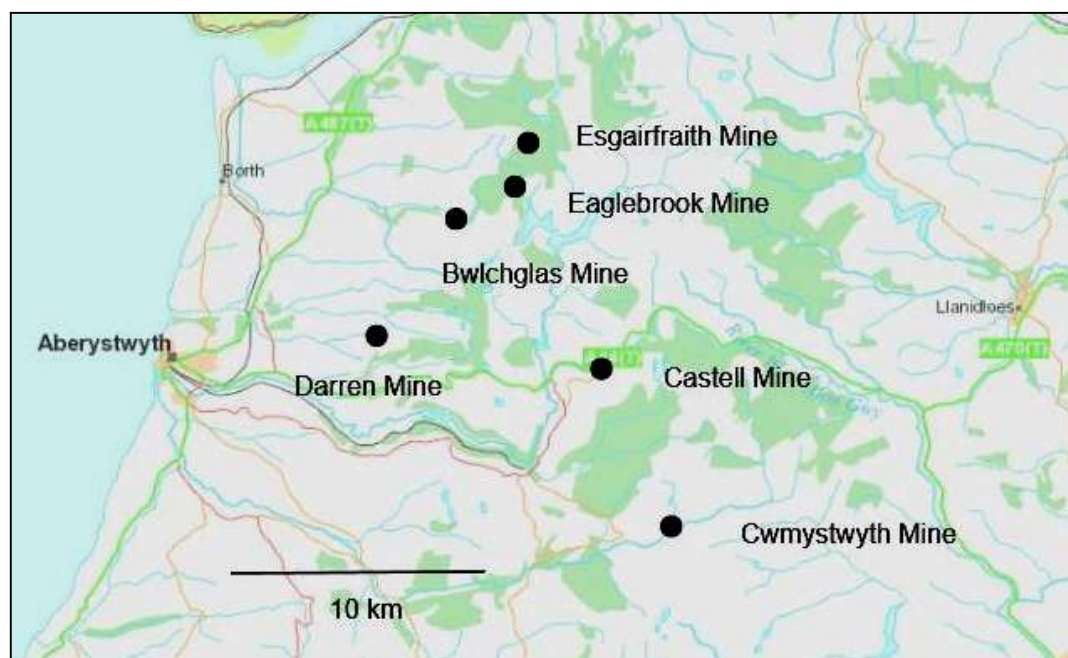 A487(T)
Esgairfraith Mine
Borth
Eaglebrook Mine
Bwlchglas Mine
Llanidloes
Aberystwyth
A470(T)
Darren Mine
Castell Mine
Cwmystwyth Mine
10 km